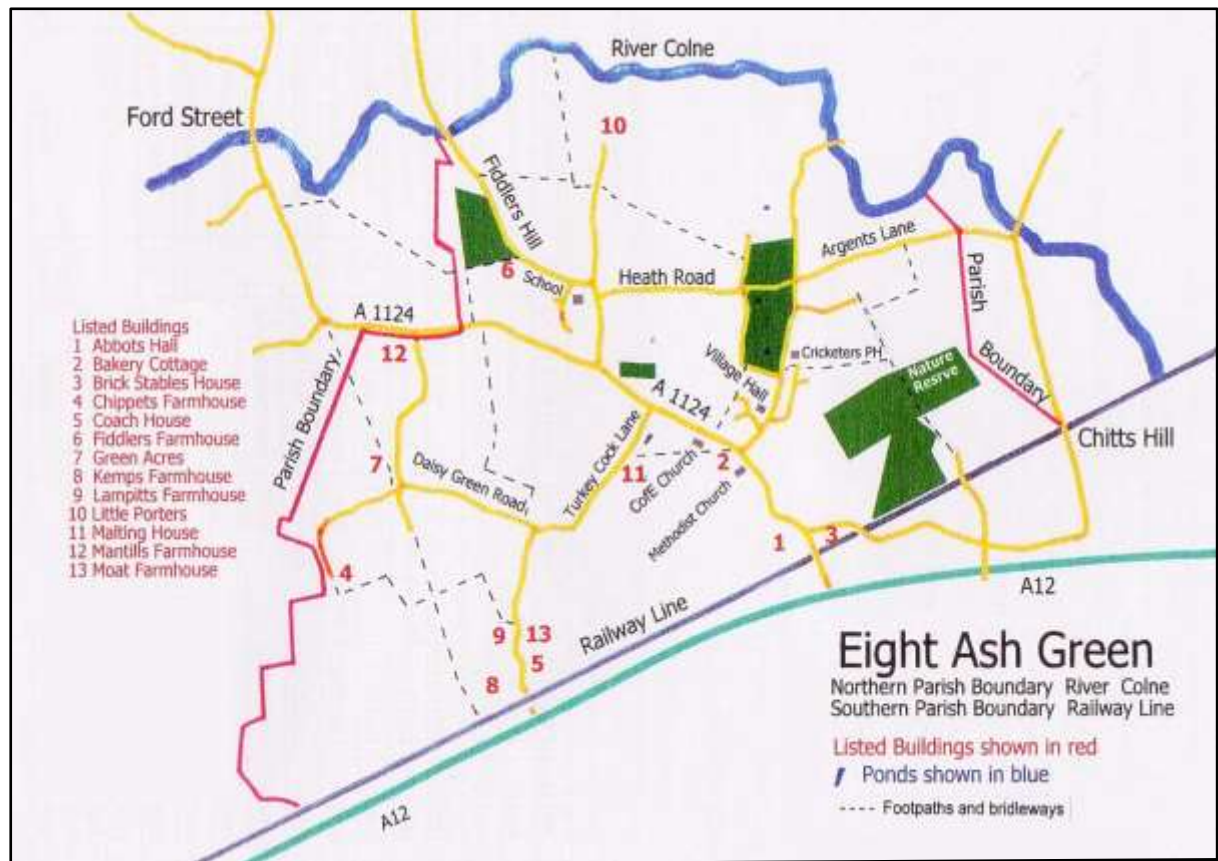 River Colne
Ford Street
10
Fiddlers Hill
Argents Lane
6
School
Heath Road
Parish
Boundary
A 1124
12
Listed Buildings
1 Abbots Hall
2 Bakery Cottage
3 Brick Stables House
4 Chippets Farmhouse
5 Coach House
6 Fiddlers Farmhouse
7 Green Acres
8 Kemps Farmhouse
9 Lampitts Farmhouse
10 Little Porters
11 Malting House
12 Mantills Farmhouse
13 Moat Farmhouse
Parish Boundary
Cricketers PH
Village Hall
Nature
Resrve
A 1124
Chitts Hill
7
Daisy Green Road
Turkey Cock Lane
11
CofE Church
2
Methodist Church
1
3
4
A12
Railway Line
9
13
5
8
A12
Eight Ash Green
Northern Parish Boundary River Colne
Southern Parish Boundary Railway Line
Listed Buildings shown in red
Ponds shown in blue
Footpaths and bridleways